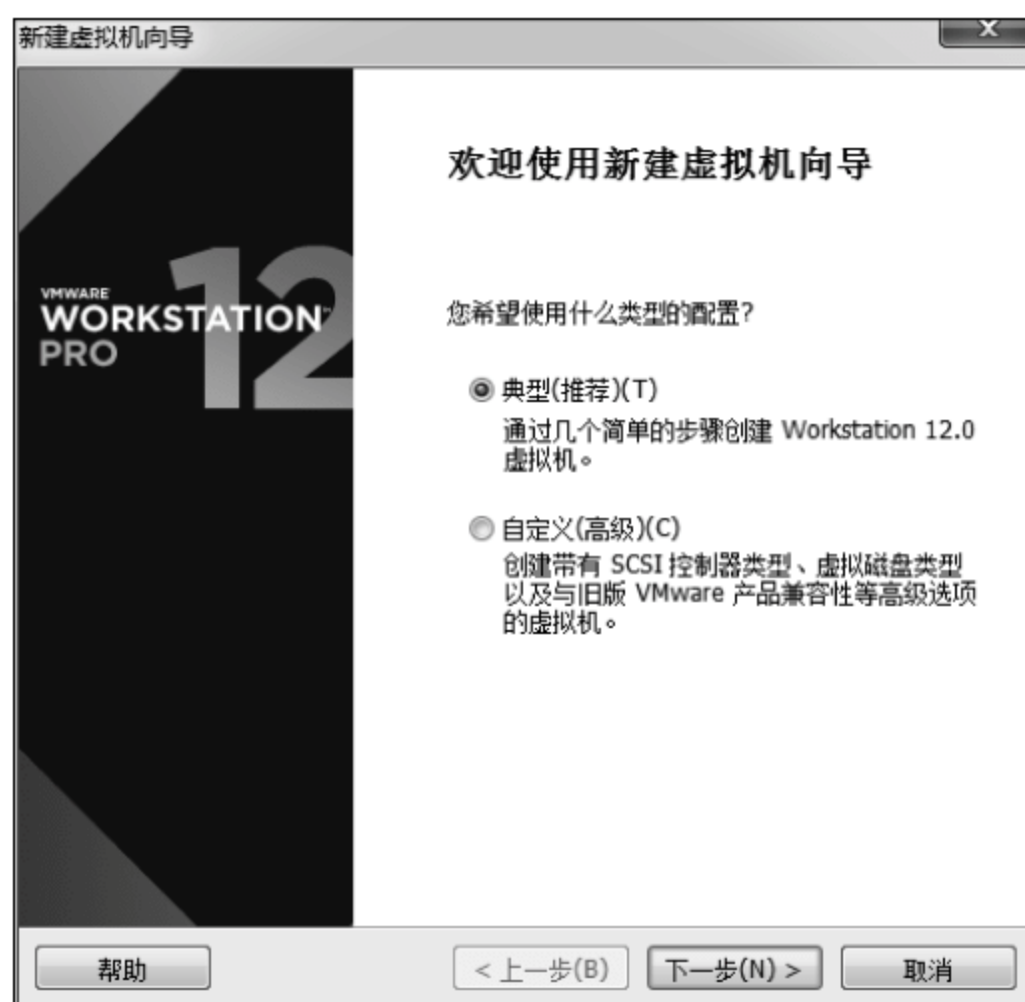 新建虚拟机向导
欢迎使用新建虚拟机向导
VMWARE
WORKSTATION™
PRO
12
您希望使用什么类型的配置?
典型(推荐)(T)
通过几个简单的步骤创建 Workstation 12.0
虚拟机。
自定义(高级)(C)
创建带有 SCSI 控制器类型、虚拟磁盘类型
以及与旧版 VMware 产品兼容性等高级选项
的虚拟机。
帮助
< 上一步(B)
下一步(N) >
取消